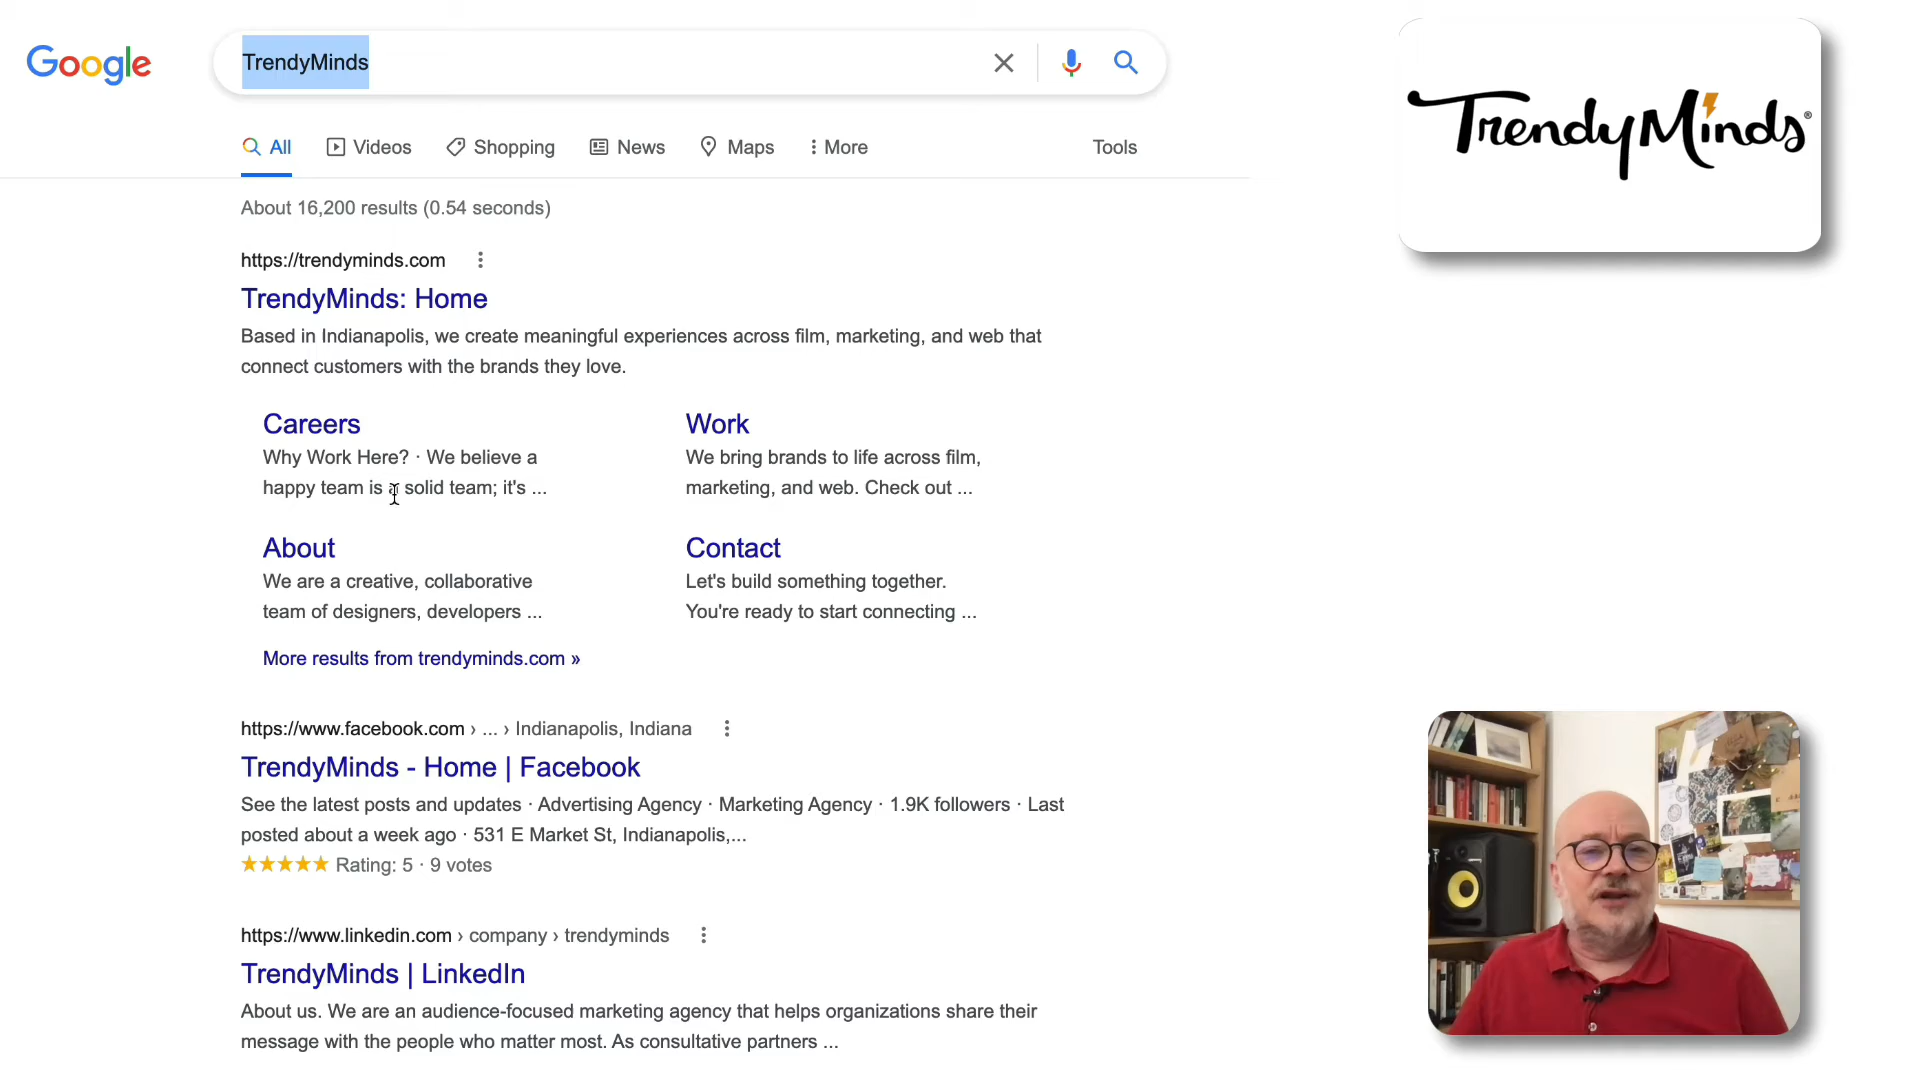 Google
TrendyMinds
All
Videos
Shopping
News
Maps
More
Tools
About 16,200 results (0.54 seconds)
https://trendyminds.com
TrendyMinds: Home
Based in Indianapolis, we create meaningful experiences across film, marketing, and web that
connect customers with the brands they love.
Careers
Why Work Here? · We believe a
happy team is a solid team; it's ...
Work
We bring brands to life across film,
marketing, and web. Check out ...
About
We are a creative, collaborative
team of designers, developers ...
Contact
Let's build something together.
You're ready to start connecting ...
More results from trendyminds.com »
https://www.facebook.com › ... › Indianapolis, Indiana
TrendyMinds - Home | Facebook
See the latest posts and updates · Advertising Agency · Marketing Agency · 1.9K followers · Last
posted about a week ago · 531 E Market St, Indianapolis,...
Rating: 5 · 9 votes
https://www.linkedin.com › company › trendyminds
TrendyMinds | LinkedIn
About us. We are an audience-focused marketing agency that helps organizations share their
message with the people who matter most. As consultative partners ...
TrendyMinds®